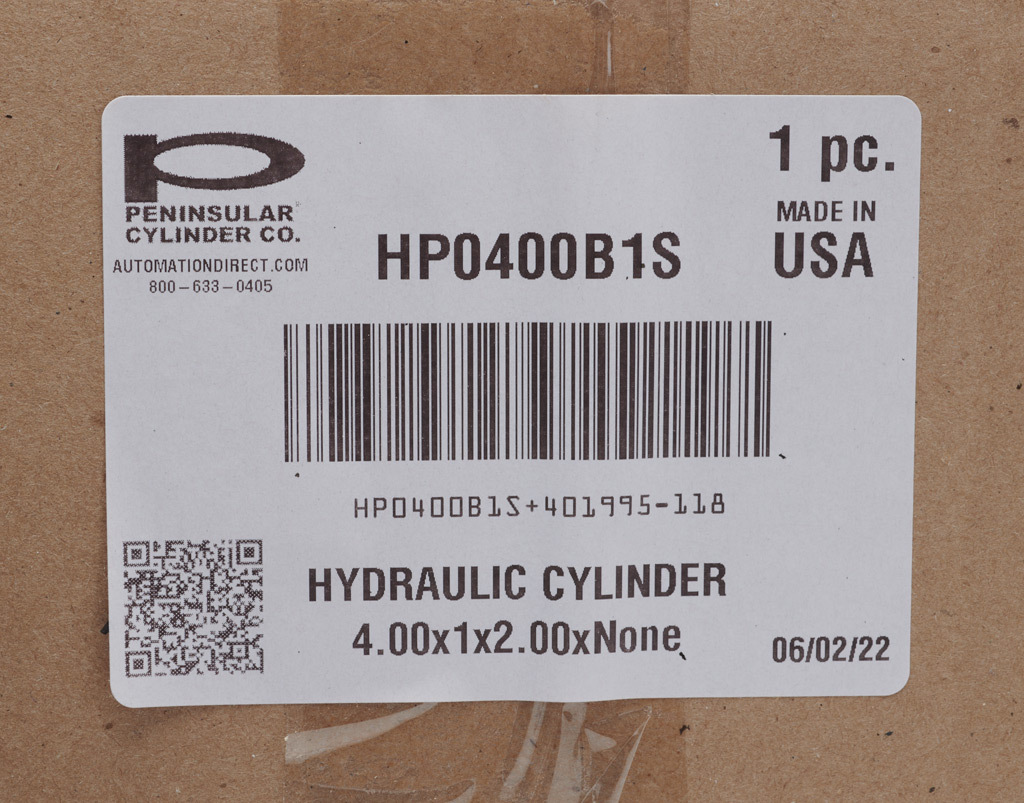 PENINSULAR
CYLINDER CO.
AUTOMATIONDIRECT.COM
800-633-0405
HP0400B1S
1 pc.
MADE IN
USA
HP0400B1S+401995-118
HYDRAULIC CYLINDER
4.00x1x2.00xNone
06/02/22